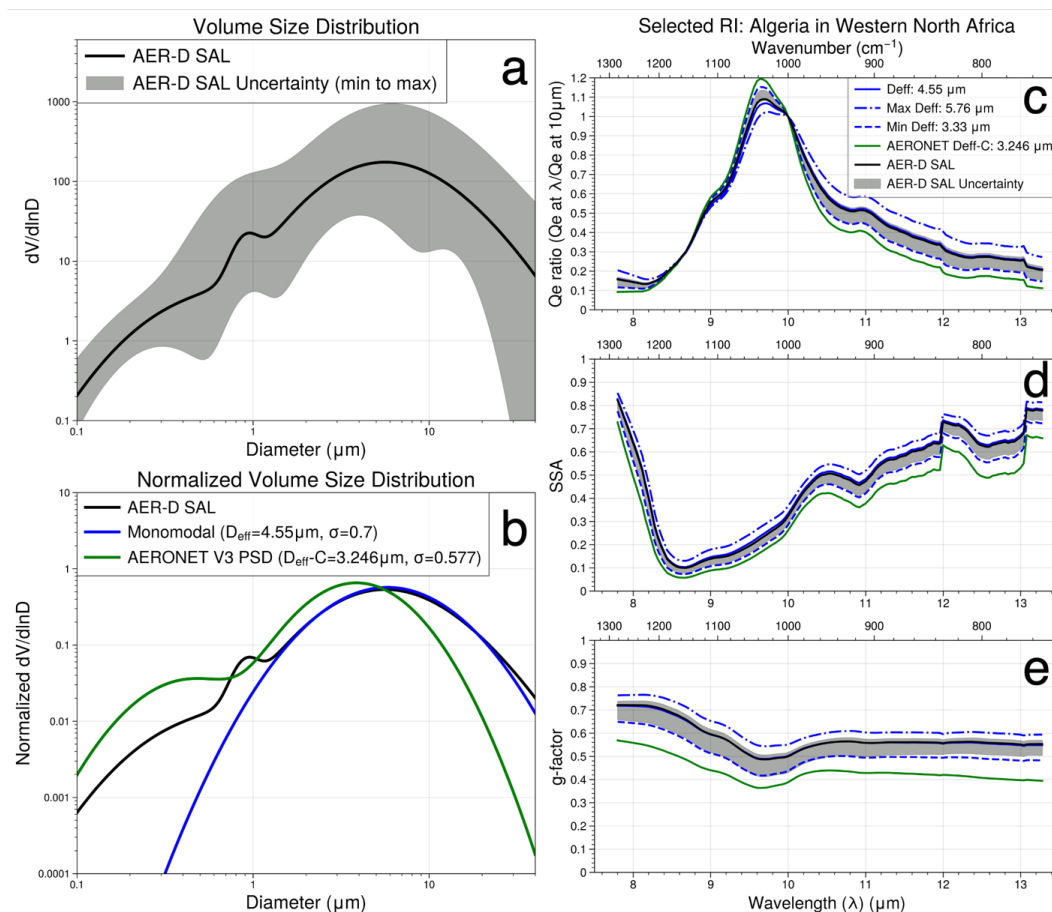 Volume Size Distribution
AER-D SAL
AER-D SAL Uncertainty (min to max)
a
dV/dlnD
1000
100
10
1
0.1
0.1
1
10
Diameter (µm)
Normalized Volume Size Distribution
AER-D SAL
Monomodal (Deff=4.55µm, σ=0.7)
AERONET V3 PSD (Deff-C=3.246µm, σ=0.577)
b
Normalized dV/dlnD
10
1
0.1
0.01
0.001
0.0001
0.1
1
10
Diameter (µm)
Selected RI: Algeria in Western North Africa
Wavenumber (cm⁻¹)
1300 1200 1100 1000 900 800
c
Deff: 4.55 µm
Max Deff: 5.76 µm
Min Deff: 3.33 µm
AERONET Deff-C: 3.246 µm
AER-D SAL
AER-D SAL Uncertainty
Qe ratio (Qe at λ/Qe at 10µm)
1.2
1.1
1
0.9
0.8
0.7
0.6
0.5
0.4
0.3
0.2
0.1
0
8 9 10 11 12 13
1300 1200 1100 1000 900 800
d
SSA
1
0.9
0.8
0.7
0.6
0.5
0.4
0.3
0.2
0.1
0
8 9 10 11 12 13
1300 1200 1100 1000 900 800
e
g-factor
1
0.9
0.8
0.7
0.6
0.5
0.4
0.3
0.2
0.1
0
8 9 10 11 12 13
Wavelength (λ) (µm)